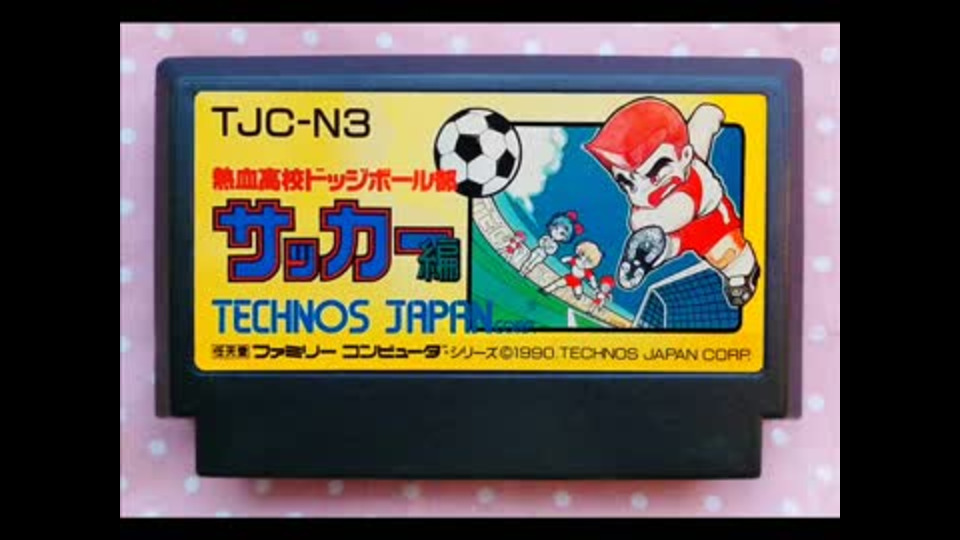 TJC-N3
熱血高校ドッジボール部
サッカー編
TECHNOS JAPAN CORP.
任天堂 ファミリー コンピュータ・シリーズ©1990 TECHNOS JAPAN CORP.